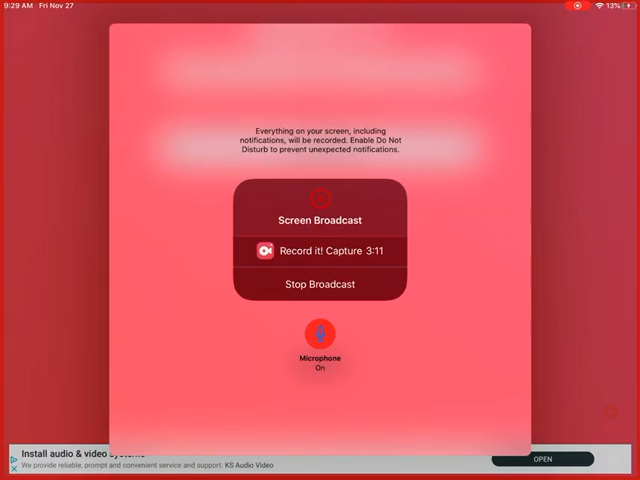 9:29 AM Fri Nov 27
13%
Everything on your screen, including
notifications, will be recorded. Enable Do Not
Disturb to prevent unexpected notifications.
Screen Broadcast
Record it! Capture 3:11
Stop Broadcast
Microphone
On
Install audio & video systems
We provide reliable, prompt and convenient service and support. KS Audio Video
OPEN